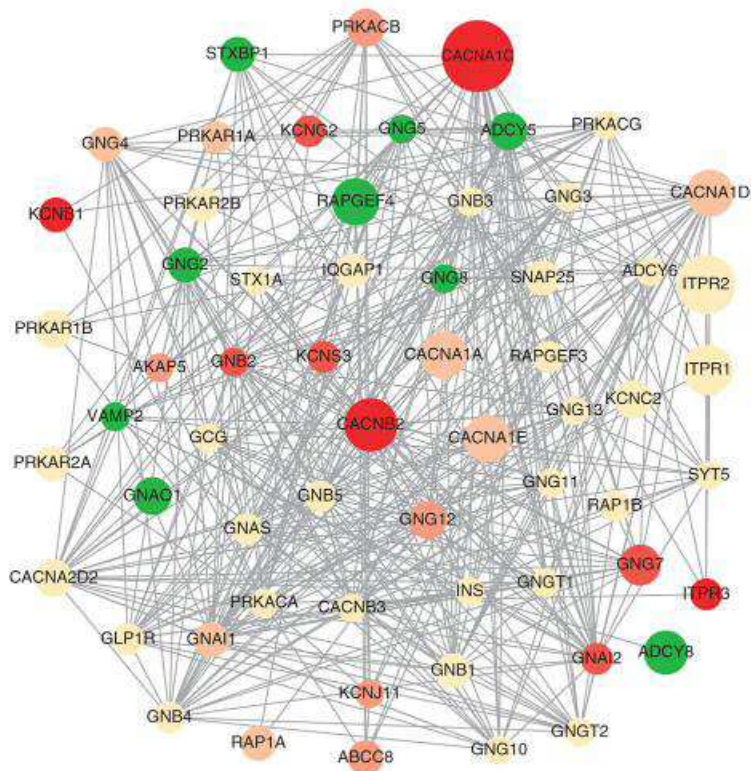 PRKACB
STXBP1
CACNA1C
GNG4
PRKAR1A
KCNG2
GNG5
ADCY5
PRKACG
KCNB1
PRKAR2B
RAPGEF4
GNB3
GNG3
CACNA1D
GNG2
STX1A
IQGAP1
GNG8
SNAP25
ADCY6
ITPR2
PRKAR1B
AKAP5
GNB2
KCNS3
CACNA1A
RAPGEF3
ITPR1
VAMP2
GCG
CACNB2
CACNA1E
GNG13
KCNC2
PRKAR2A
GNAO1
GNB5
GNG11
SYT5
GNAS
GNG12
RAP1B
CACNA2D2
PRKACA
CACNB3
INS
GNGT1
GNG7
ITPR3
GLP1R
GNAI1
GNB1
GNAI2
ADCY8
GNB4
KCNJ11
RAP1A
ABCC8
GNG10
GNGT2